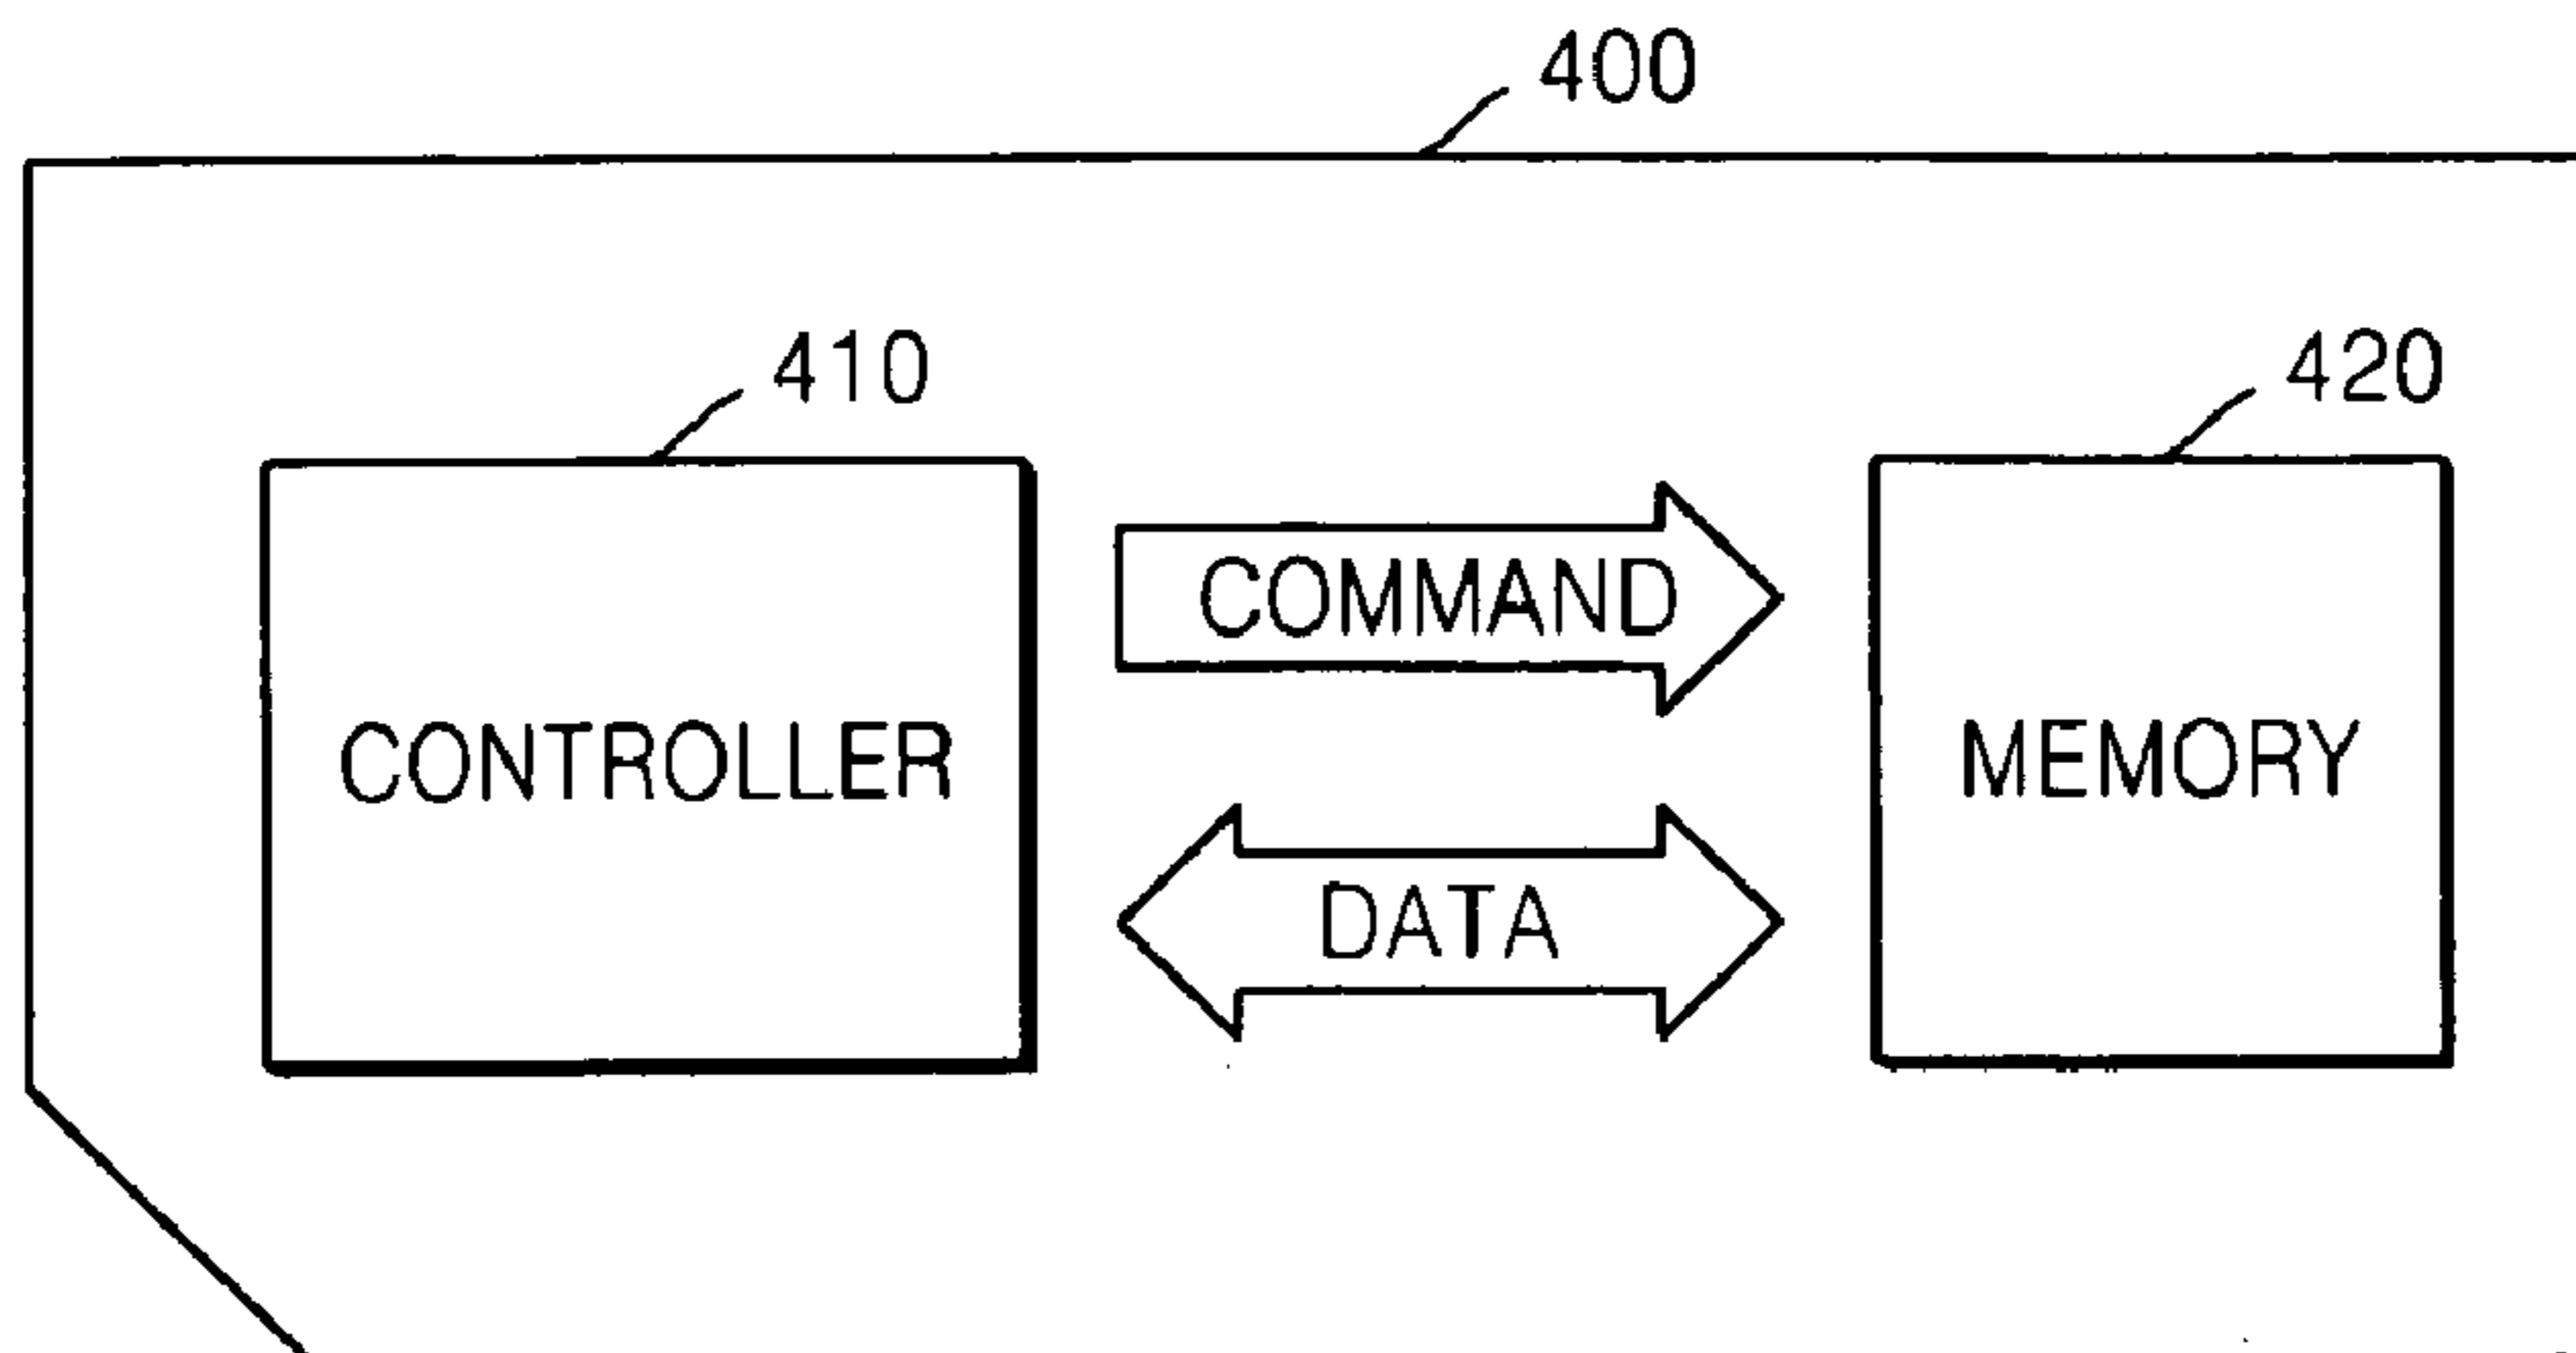 400
410
420
COMMAND
CONTROLLER
MEMORY
DATA